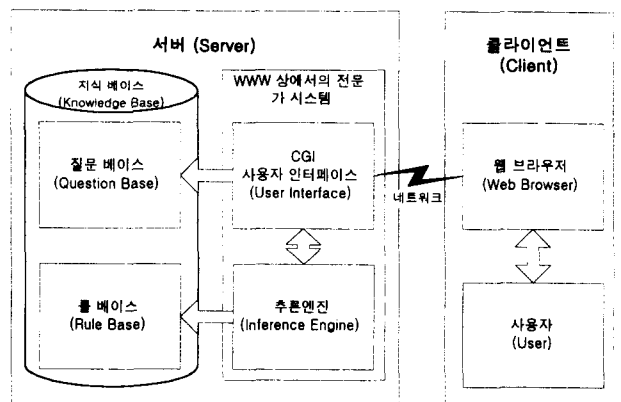 서버 (Server)
지식 베이스
(Knowledge Base)
질문 베이스
(Question Base)
룰 베이스
(Rule Base)
WWW 상에서의 전문
가 시스템
CGI
사용자 인터페이스
(User Interface)
추론엔진
(Inference Engine)
네트워크
클라이언트
(Client)
웹 브라우저
(Web Browser)
사용자
(User)